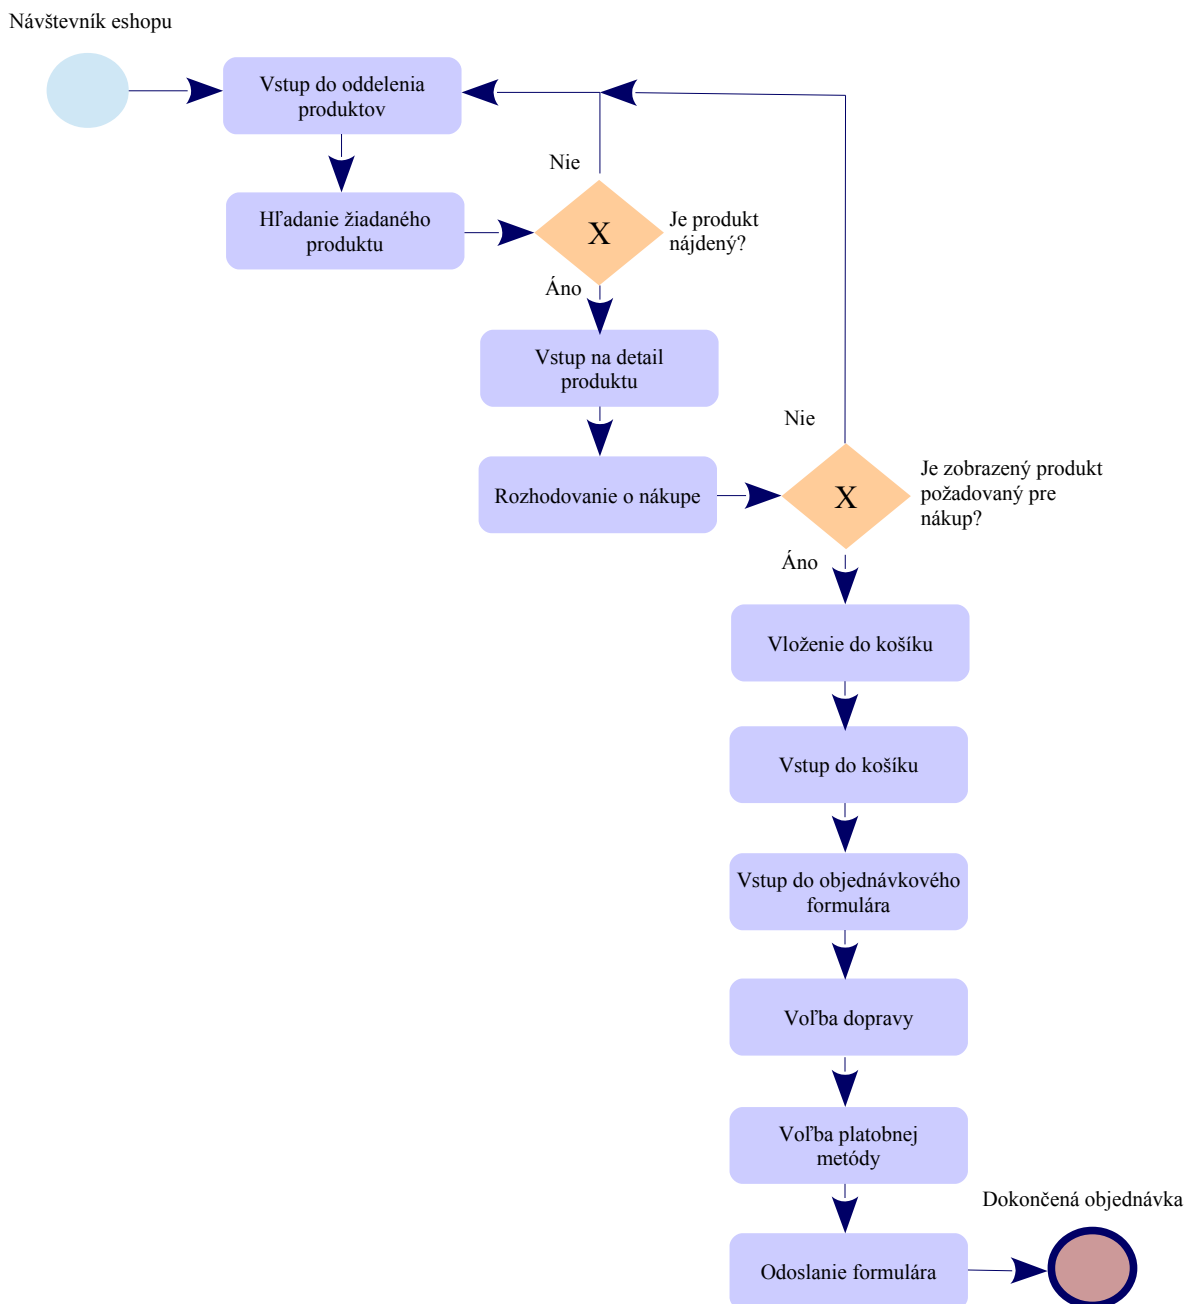 Návštevník eshopu
Vstup do oddelenia
produktov
Nie
Hľadanie žiadaného
produktu
X
Je produkt
nájdený?
Áno
Vstup na detail
produktu
Nie
Rozhodovanie o nákupe
X
Je zobrazený produkt
požadovaný pre
nákup?
Áno
Vloženie do košíku
Vstup do košíku
Vstup do objednávkového
formulára
Voľba dopravy
Voľba platobnej
metódy
Dokončená objednávka
Odoslanie formulára